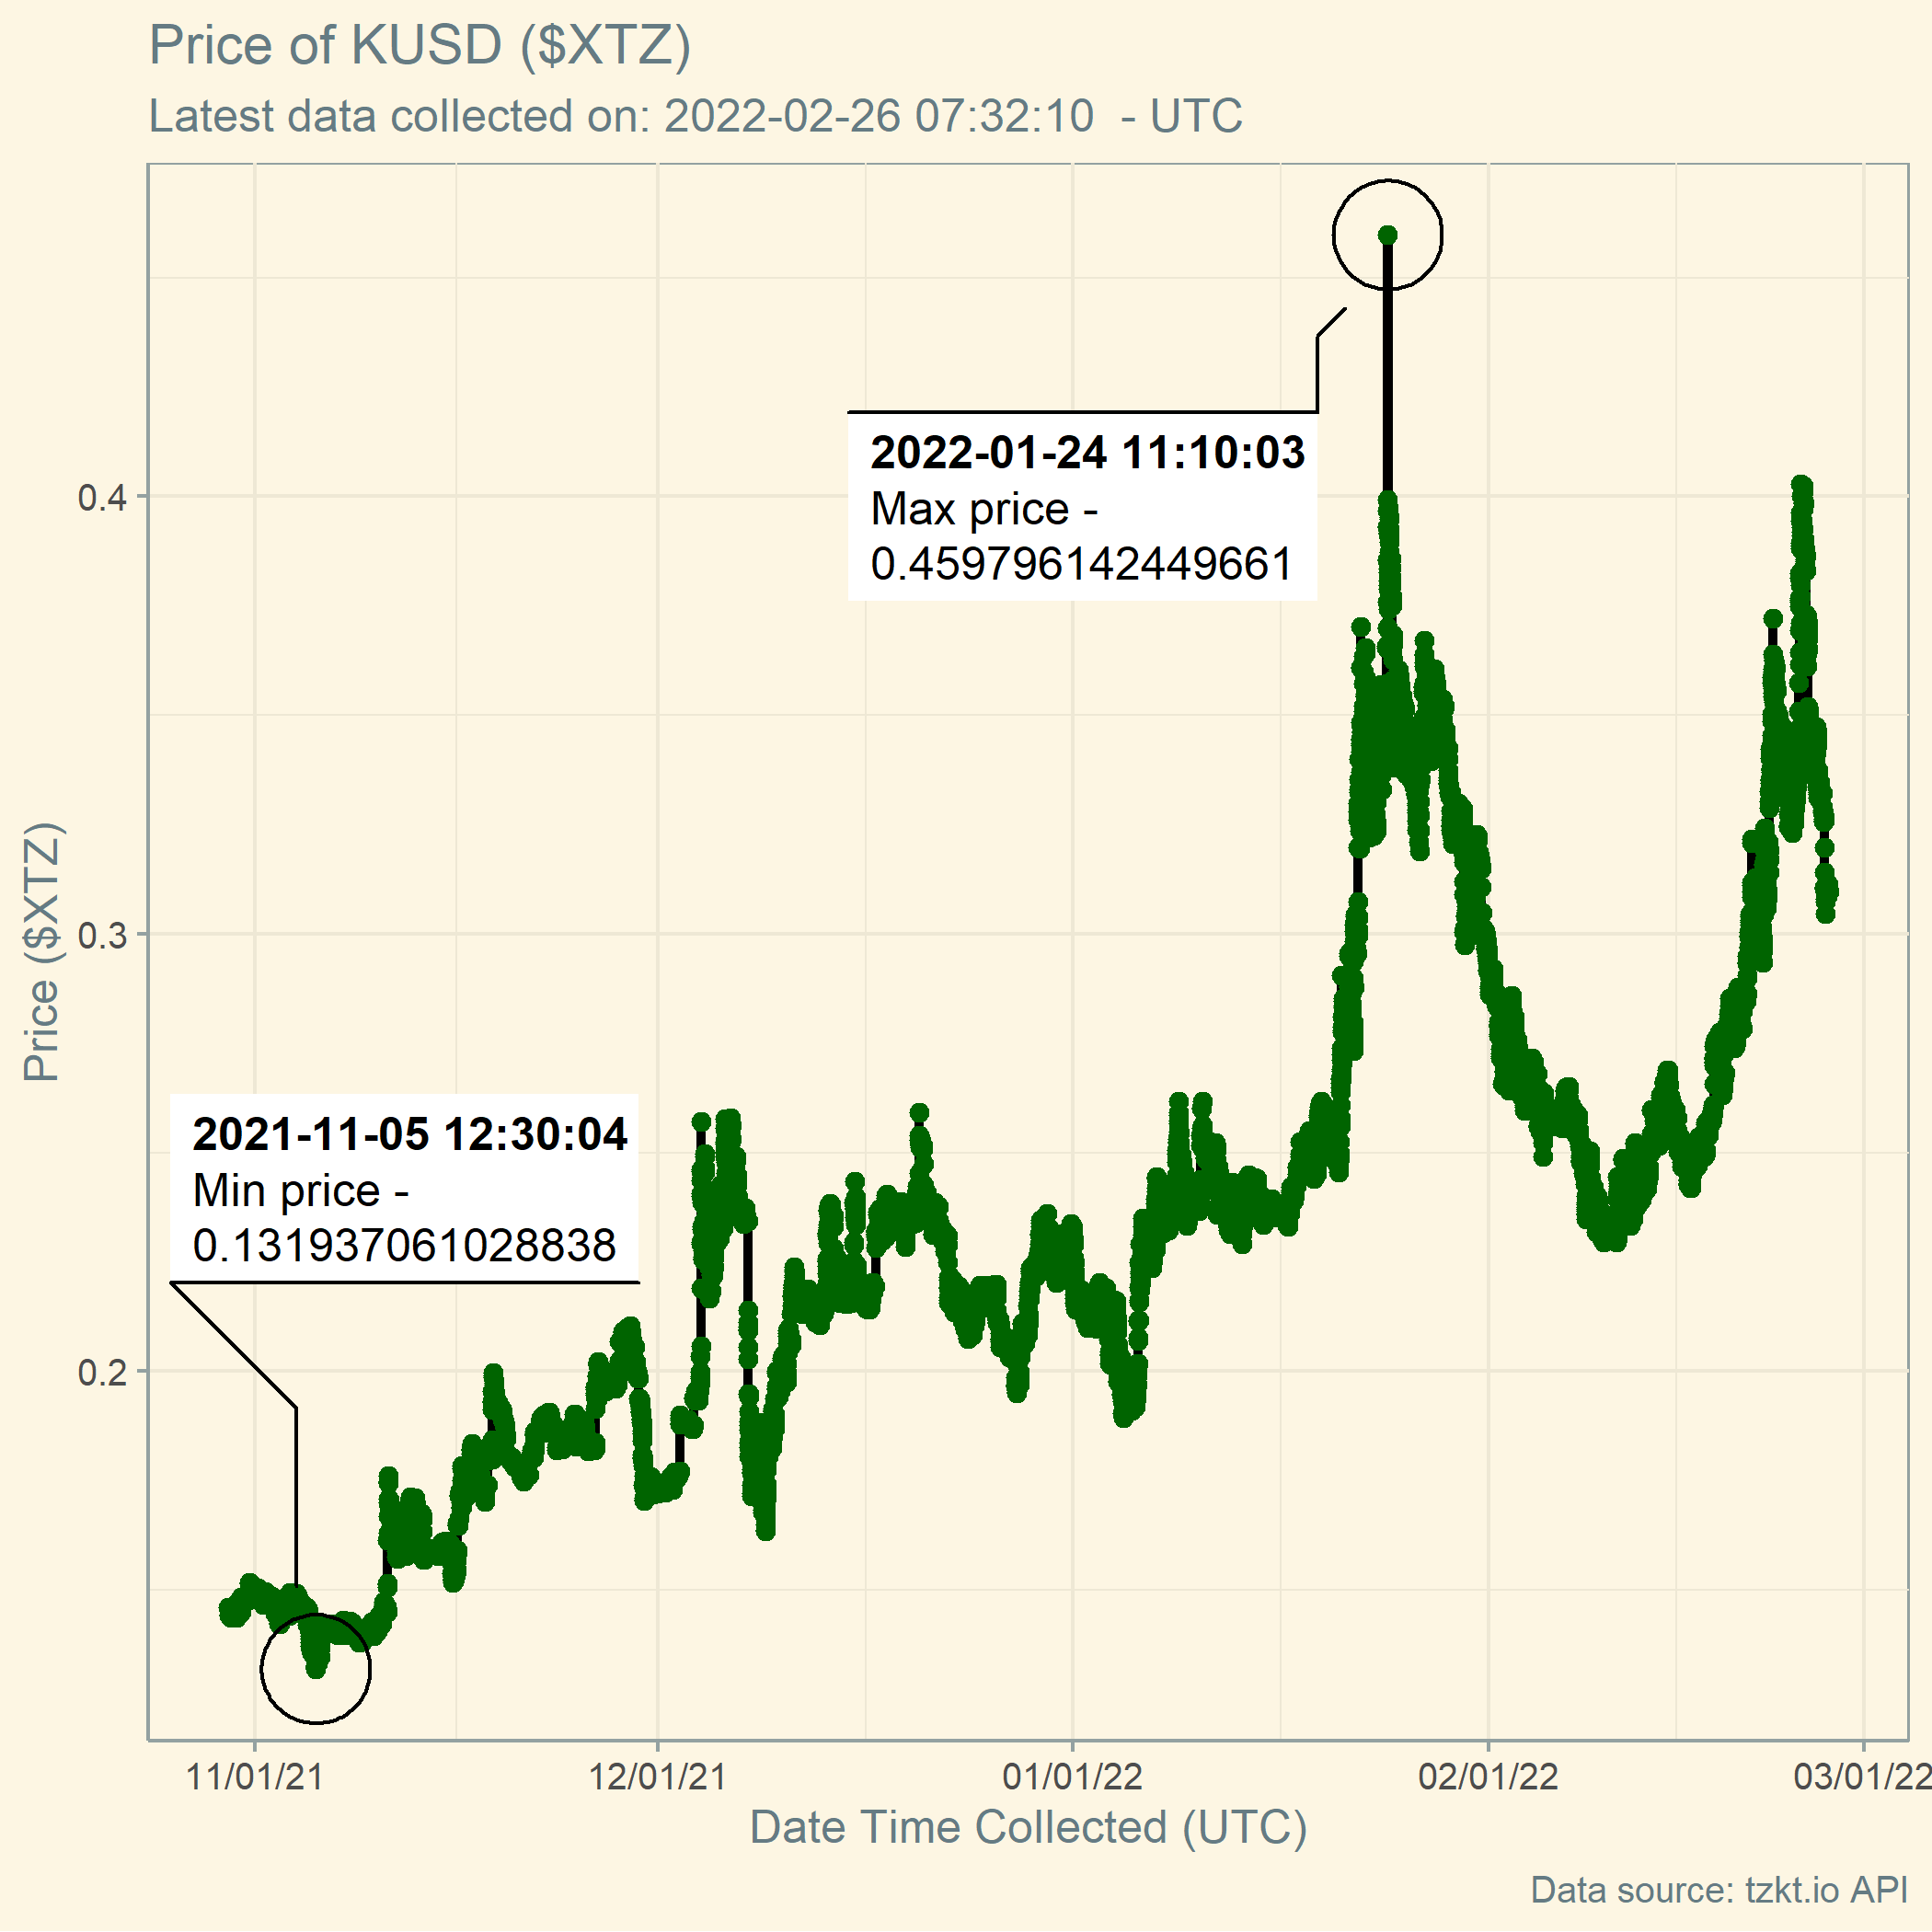 Price of KUSD ($XTZ)
Latest data collected on: 2022-02-26 07:32:10  - UTC
2022-01-24 11:10:03
Max price -
0.459796142449661
0.4
0.3
0.2
Price ($XTZ)
2021-11-05 12:30:04
Min price -
0.131937061028838
11/01/21
12/01/21
01/01/22
02/01/22
03/01/22
Date Time Collected (UTC)
Data source: tzkt.io API